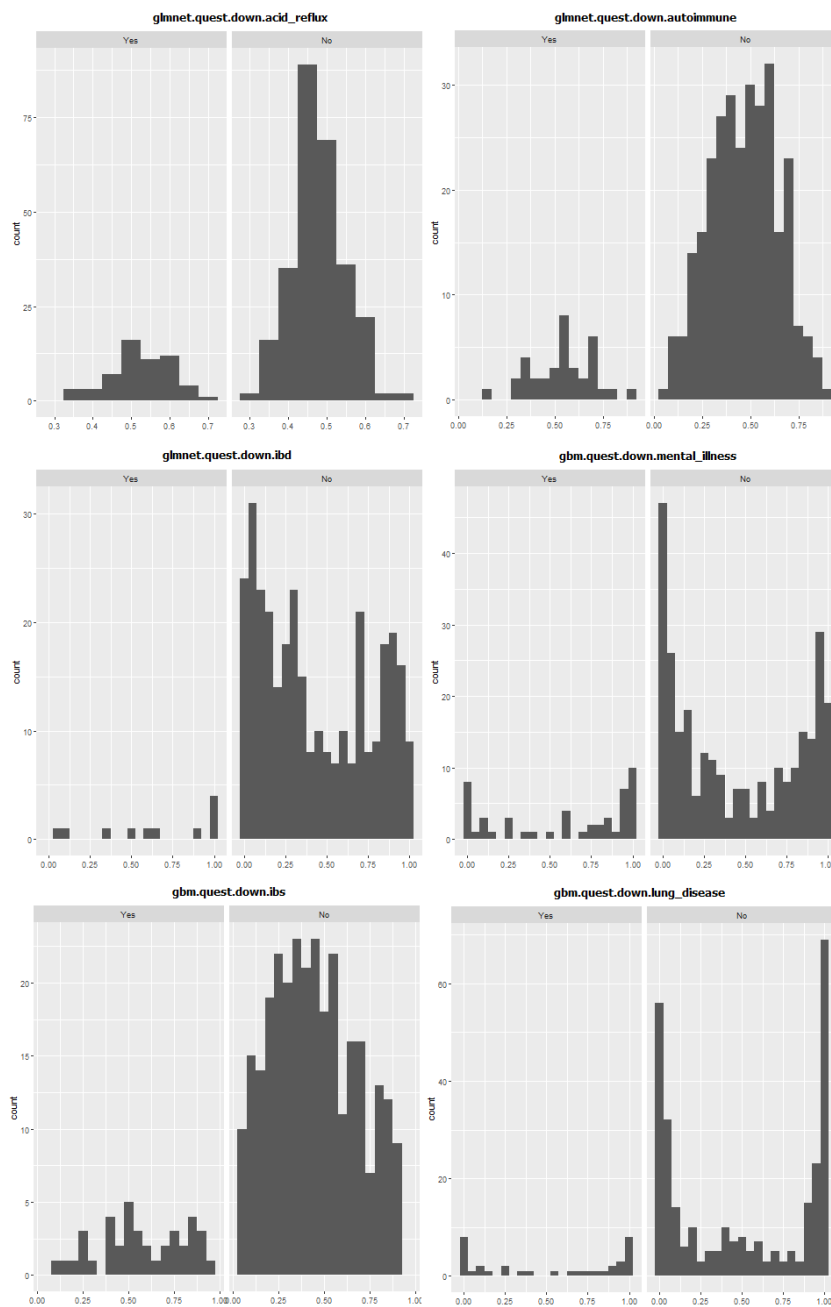 glmnet.quest.down.acid_reflux
Yes No
75
50
25
0
count
0.3 0.4 0.5 0.6 0.7 0.3 0.4 0.5 0.6 0.7
glmnet.quest.down.autoimmune
Yes No
30
20
10
0
count
0.00 0.25 0.50 0.75 0.00 0.25 0.50 0.75
glmnet.quest.down.ibd
Yes No
30
20
10
0
count
0.00 0.25 0.50 0.75 1.00 0.00 0.25 0.50 0.75 1.00
gbm.quest.down.mental_illness
Yes No
40
30
20
10
0
count
0.00 0.25 0.50 0.75 1.00 0.00 0.25 0.50 0.75 1.0
gbm.quest.down.ibs
Yes No
20
15
10
5
0
count
0.00 0.25 0.50 0.75 1.00.00 0.25 0.50 0.75 1.00
gbm.quest.down.lung_disease
Yes No
60
40
20
0
count
0.00 0.25 0.50 0.75 1.00 0.00 0.25 0.50 0.75 1.00